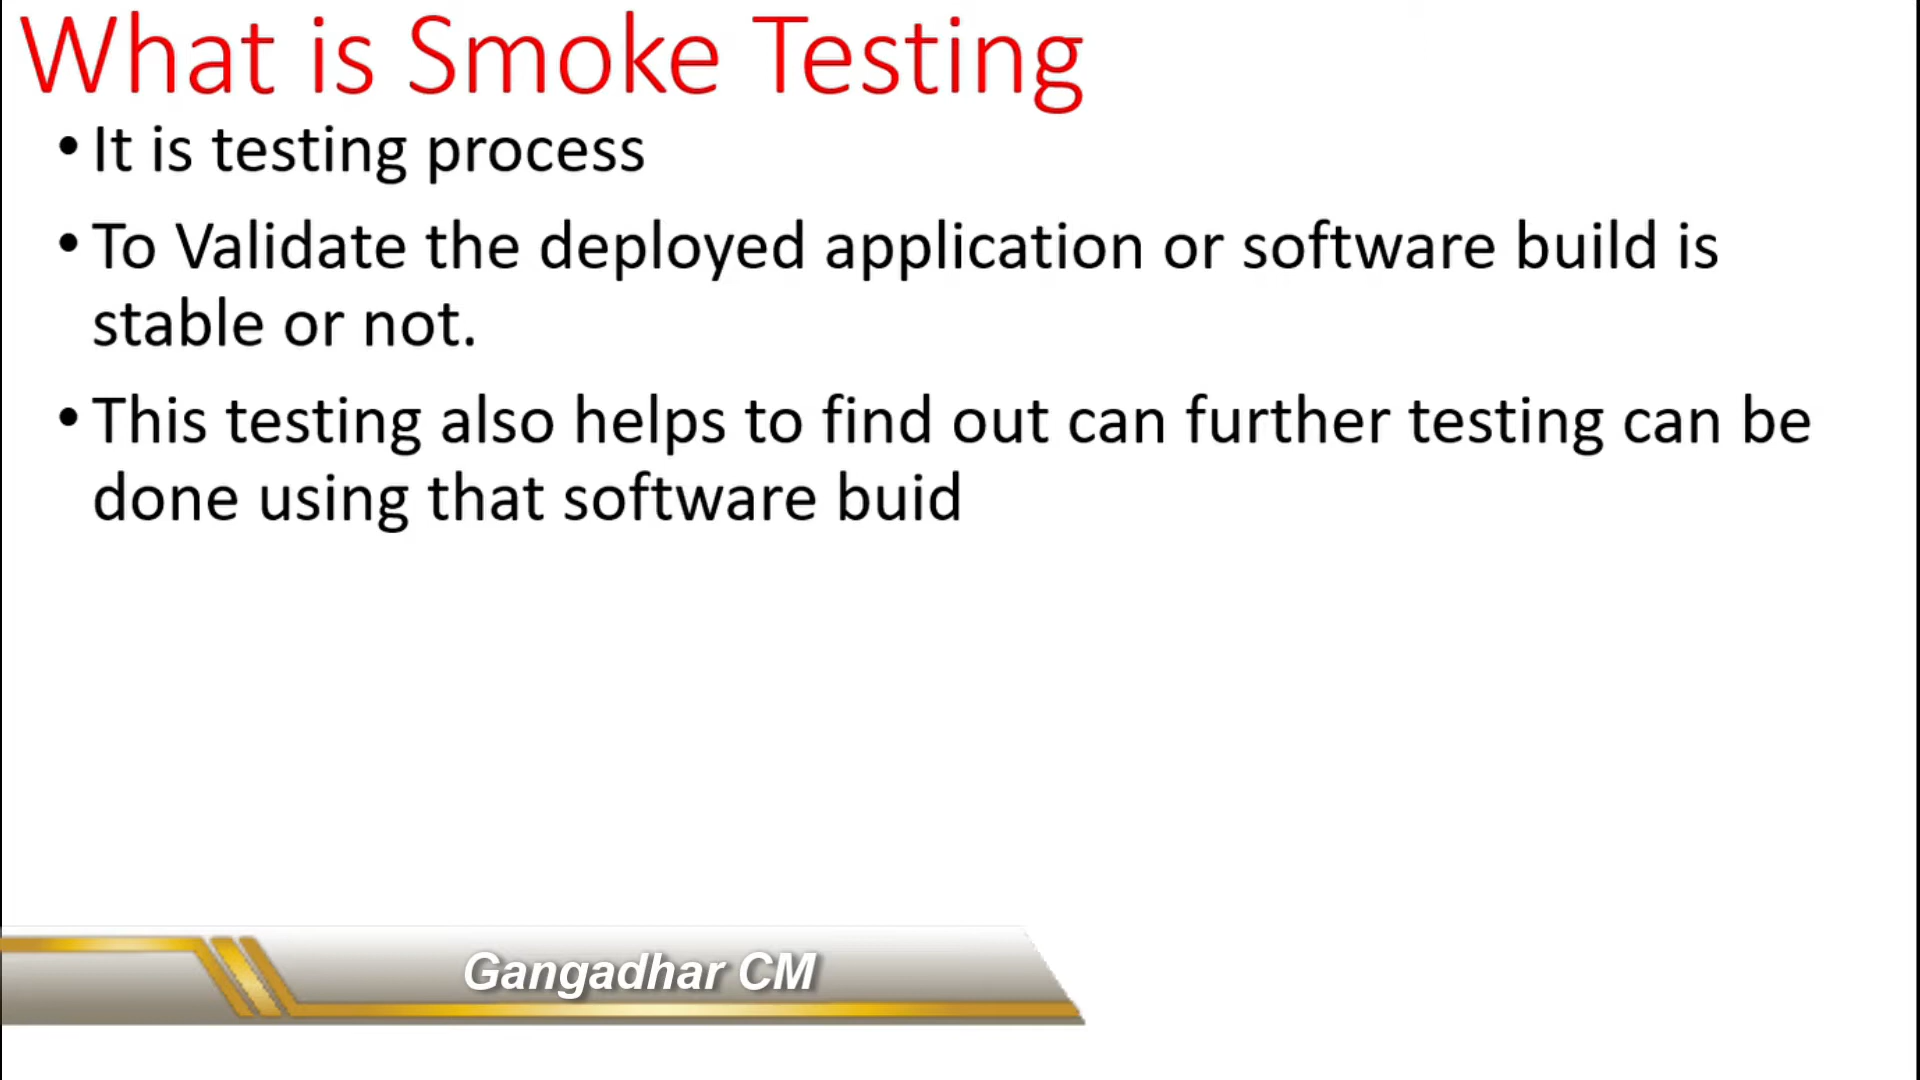 What is Smoke Testing
• It is testing process
• To Validate the deployed application or software build is
stable or not.
• This testing also helps to find out can further testing can be
done using that software buid
Gangadhar CM